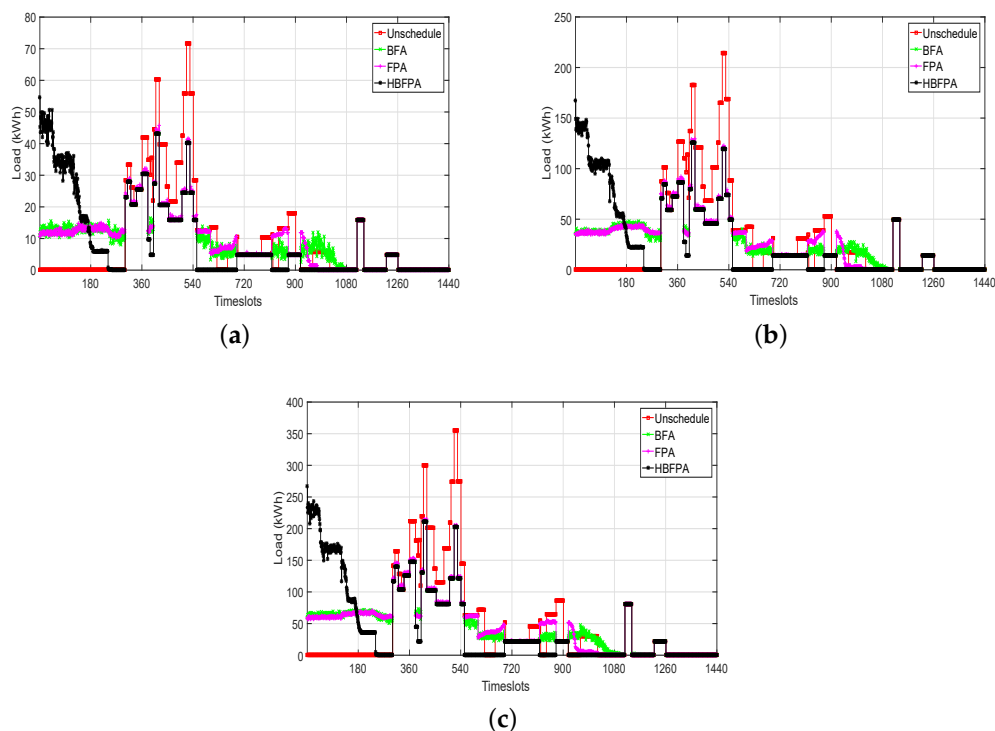 80
70
60
50
40
30
20
10
0
Load (kWh)
180 360 540 720 900 1080 1260 1440
Timeslots
Unschedule
BFA
FPA
HBFPA
(a)
250
200
150
100
50
0
Load (kWh)
180 360 540 720 900 1080 1260 1440
Timeslots
Unschedule
BFA
FPA
HBFPA
(b)
400
350
300
250
200
150
100
50
0
Load (kWh)
180 360 540 720 900 1080 1260 1440
Timeslots
Unschedule
BFA
FPA
HBFPA
(c)